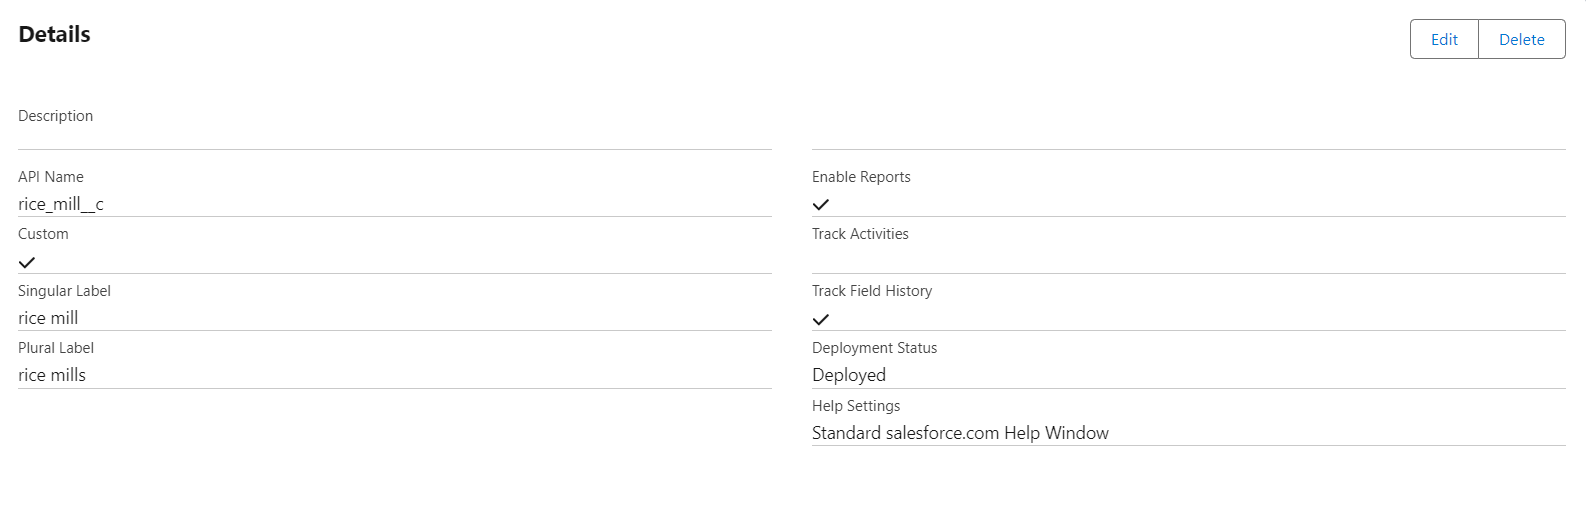 Details
Edit
Delete
Description
API Name
rice_mill__c
Custom
Singular Label
rice mill
Plural Label
rice mills
Enable Reports
Track Activities
Track Field History
Deployment Status
Deployed
Help Settings
Standard salesforce.com Help Window